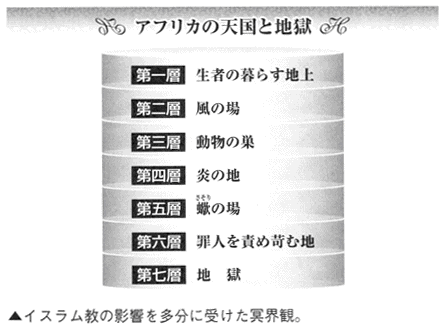 アフリカの天国と地獄
第一層 生者の暮らす地上
第二層 風の場
第三層 動物の巣
第四層 炎の地
さそり
第五層 蠍の場
第六層 罪人を責め苛む地
第七層 地獄
▲イスラム教の影響を多分に受けた冥界観。